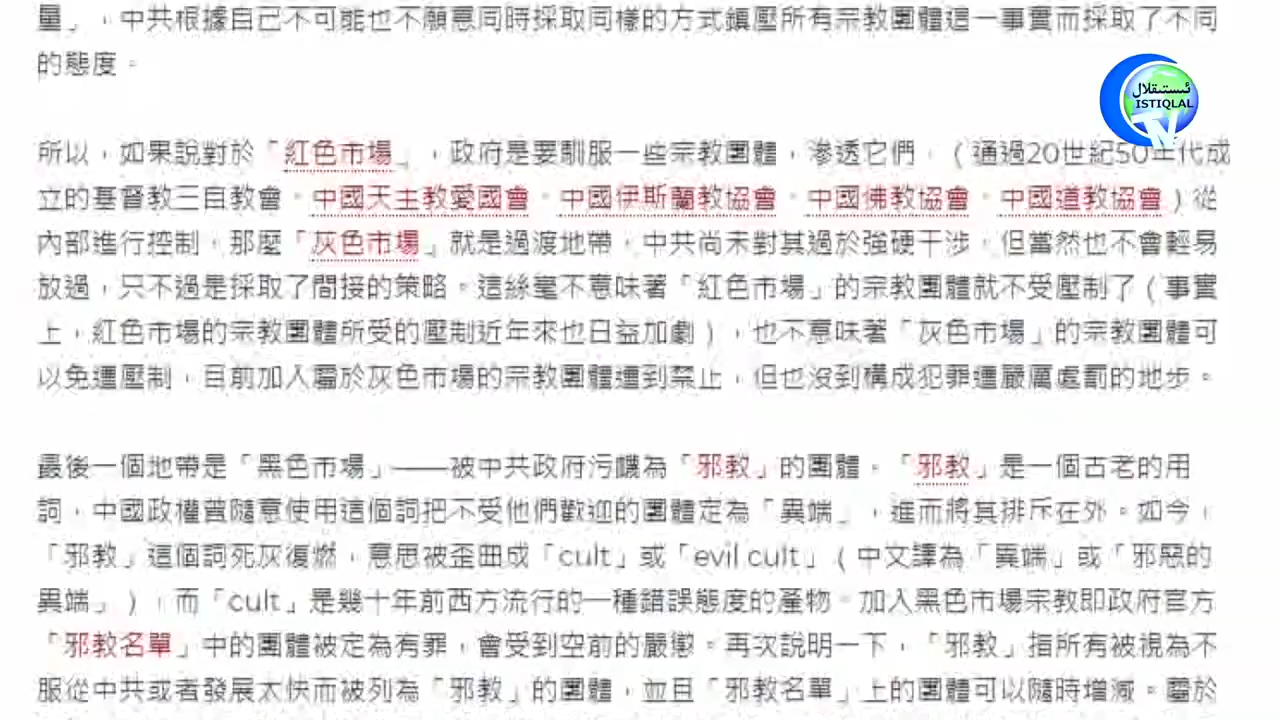 量」，中共根據自己不可能也不願意同時採取同樣的方式鎮壓所有宗教團體這一事實而採取了不同
的態度。
ئىستىقلال
ISTIQLAL
TV
所以，如果說對於「紅色市場」，政府是要馴服一些宗教團體，滲透它們，（通過20世紀50年代成
立的基督教三自教會、中國天主教愛國會、中國伊斯蘭教協會、中國佛教協會、中國道教協會）從
內部進行控制，那麼「灰色市場」就是過渡地帶，中共尚未對其過於強硬干涉，但當然也不會輕易
放過，只不過是採取了間接的策略。這絲毫不意味著「紅色市場」的宗教團體就不受壓制了（事實
上，紅色市場的宗教團體所受的壓制近年來也日益加劇），也不意味著「灰色市場」的宗教團體可
以免遭壓制，目前加入屬於灰色市場的宗教團體遭到禁止，但也沒到構成犯罪遭嚴厲處罰的地步。
最後一個地帶是「黑色市場」——被中共政府污衊為「邪教」的團體。「邪教」是一個古老的用
詞，中國政權曾隨意使用這個詞把不受他們歡迎的團體定為「異端」，進而將其排斥在外。如今，
「邪教」這個詞死灰復燃，意思被歪曲成「cult」或「evil cult」（中文譯為「異端」或「邪惡的
異端」），而「cult」是幾十年前西方流行的一種錯誤態度的產物。加入黑色市場宗教即政府官方
「邪教名單」中的團體被定為有罪，會受到空前的嚴懲。再次說明一下，「邪教」指所有被視為不
服從中共或者發展太快而被列為「邪教」的團體，並且「邪教名單」上的團體可以隨時增減。屬於